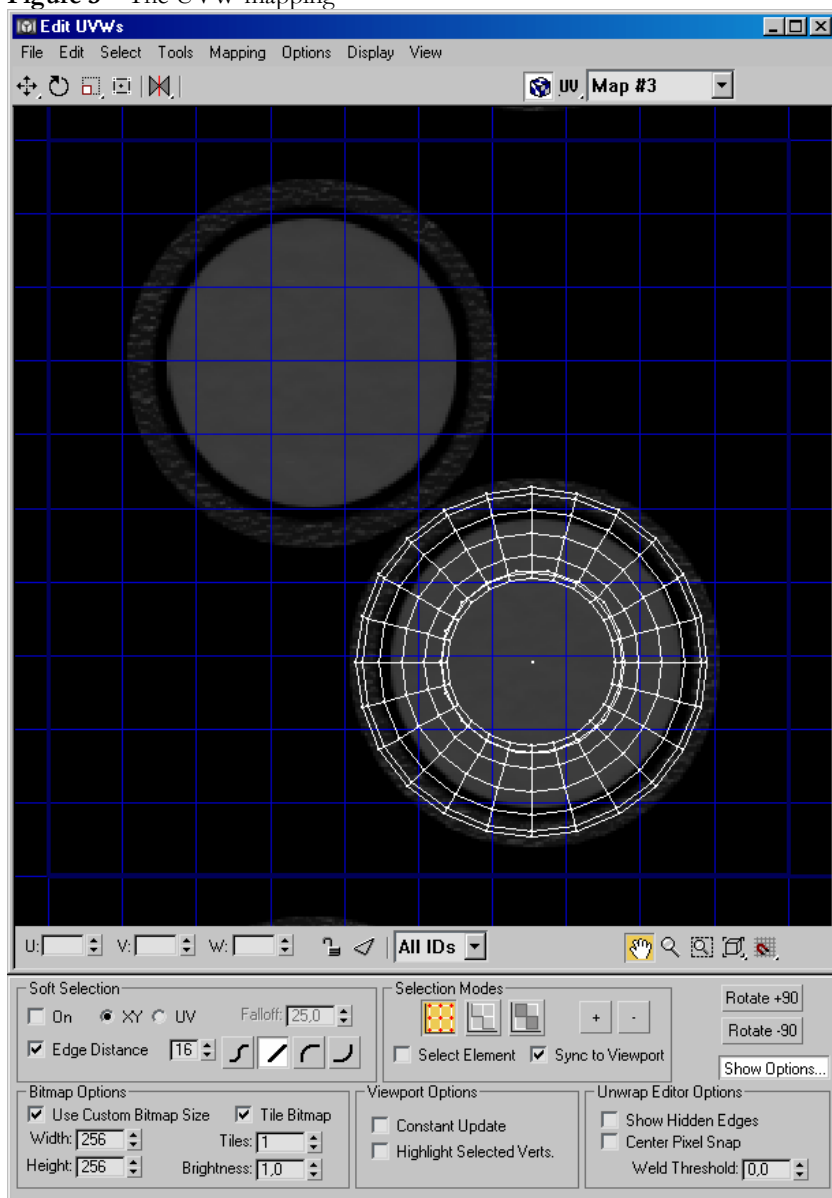 Figure 3 The UVW mapping
Edit UVWs
File Edit Select Tools Mapping Options Display View
UV Map #3
U: V: W: All IDs
Soft Selection
On XY UV Falloff: 25,0
Edge Distance 16
Selection Modes
+ -
Select Element Sync to Viewport
Rotate +90
Rotate -90
Show Options...
Bitmap Options
Use Custom Bitmap Size Tile Bitmap
Width: 256 Tiles: 1
Height: 256 Brightness: 1,0
Viewport Options
Constant Update
Highlight Selected Verts.
Unwrap Editor Options
Show Hidden Edges
Center Pixel Snap
Weld Threshold: 0,0